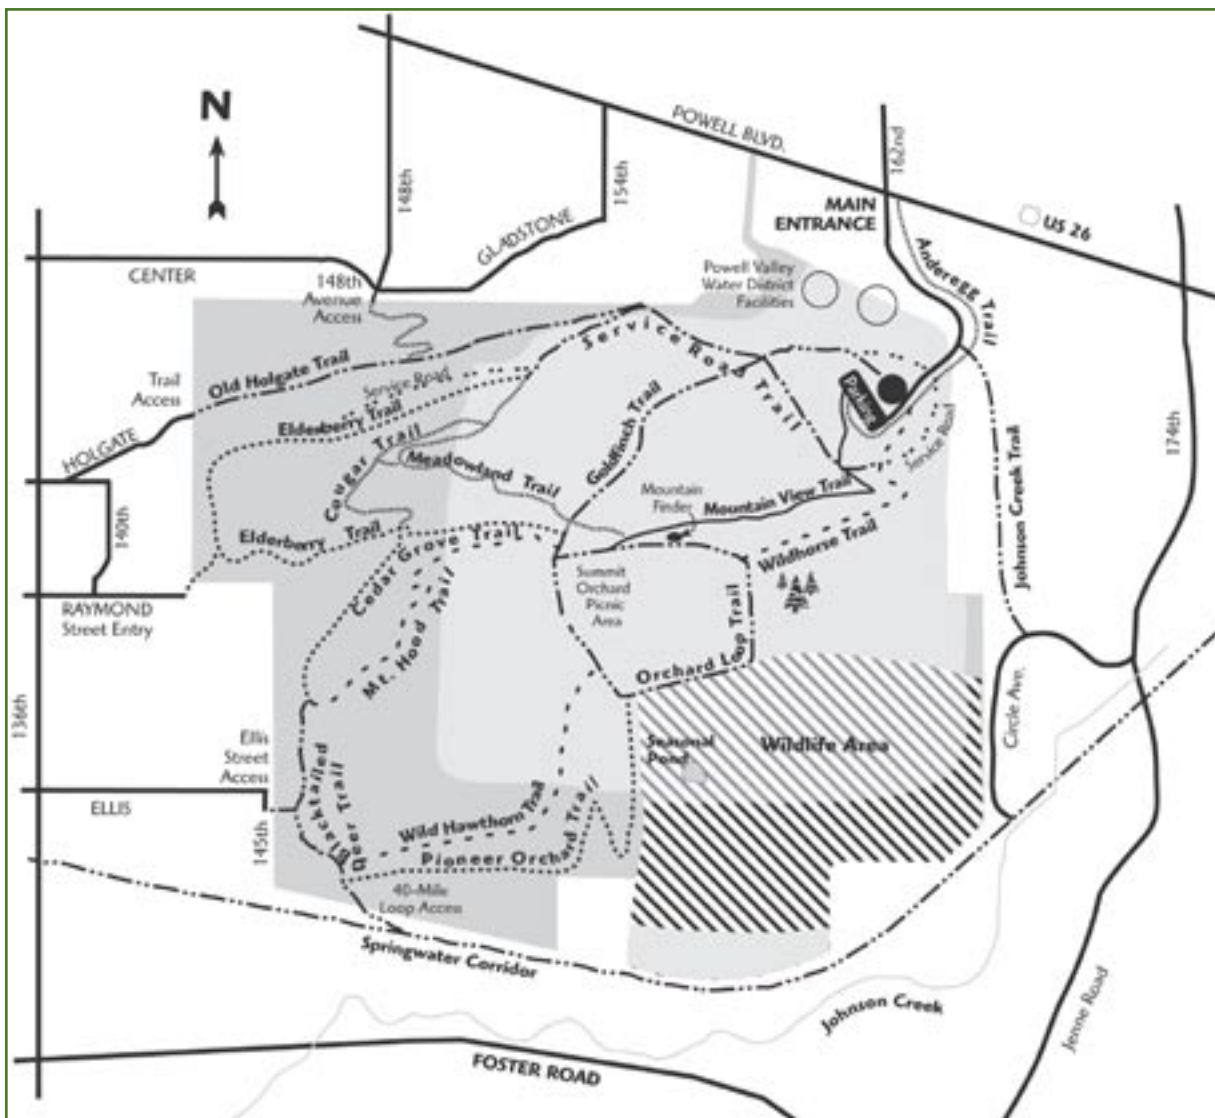 N
POWELL BLVD.
162nd
148th
154th
GLADSTONE
MAIN
ENTRANCE
US 26
CENTER
148th
Avenue
Access
Powell Valley
Water District
Facilities
Anderegg Trail
Old Holgate Trail
Service Road Trail
Trail
Access
Service Road
Elderberry Trail
Parking
HOLGATE
Cougar Trail
Goldfinch Trail
Service Road
174th
Meadowland Trail
Mountain
Finder
Mountain View Trail
140th
Elderberry Trail
Cedar Grove Trail
Wildhorse Trail
Johnson Creek Trail
RAYMOND
Street Entry
Summit
Orchard
Picnic
Area
Mt. Hood Trail
Orchard Loop Trail
136th
Circle Ave.
Ellis
Street
Access
Seasonal
Pond
Wildlife Area
ELLIS
145th
Blacktailed
Deer Trail
Wild Hawthorn Trail
Pioneer Orchard Trail
40-Mile
Loop Access
Springwater Corridor
Johnson Creek
Jenne Road
FOSTER ROAD